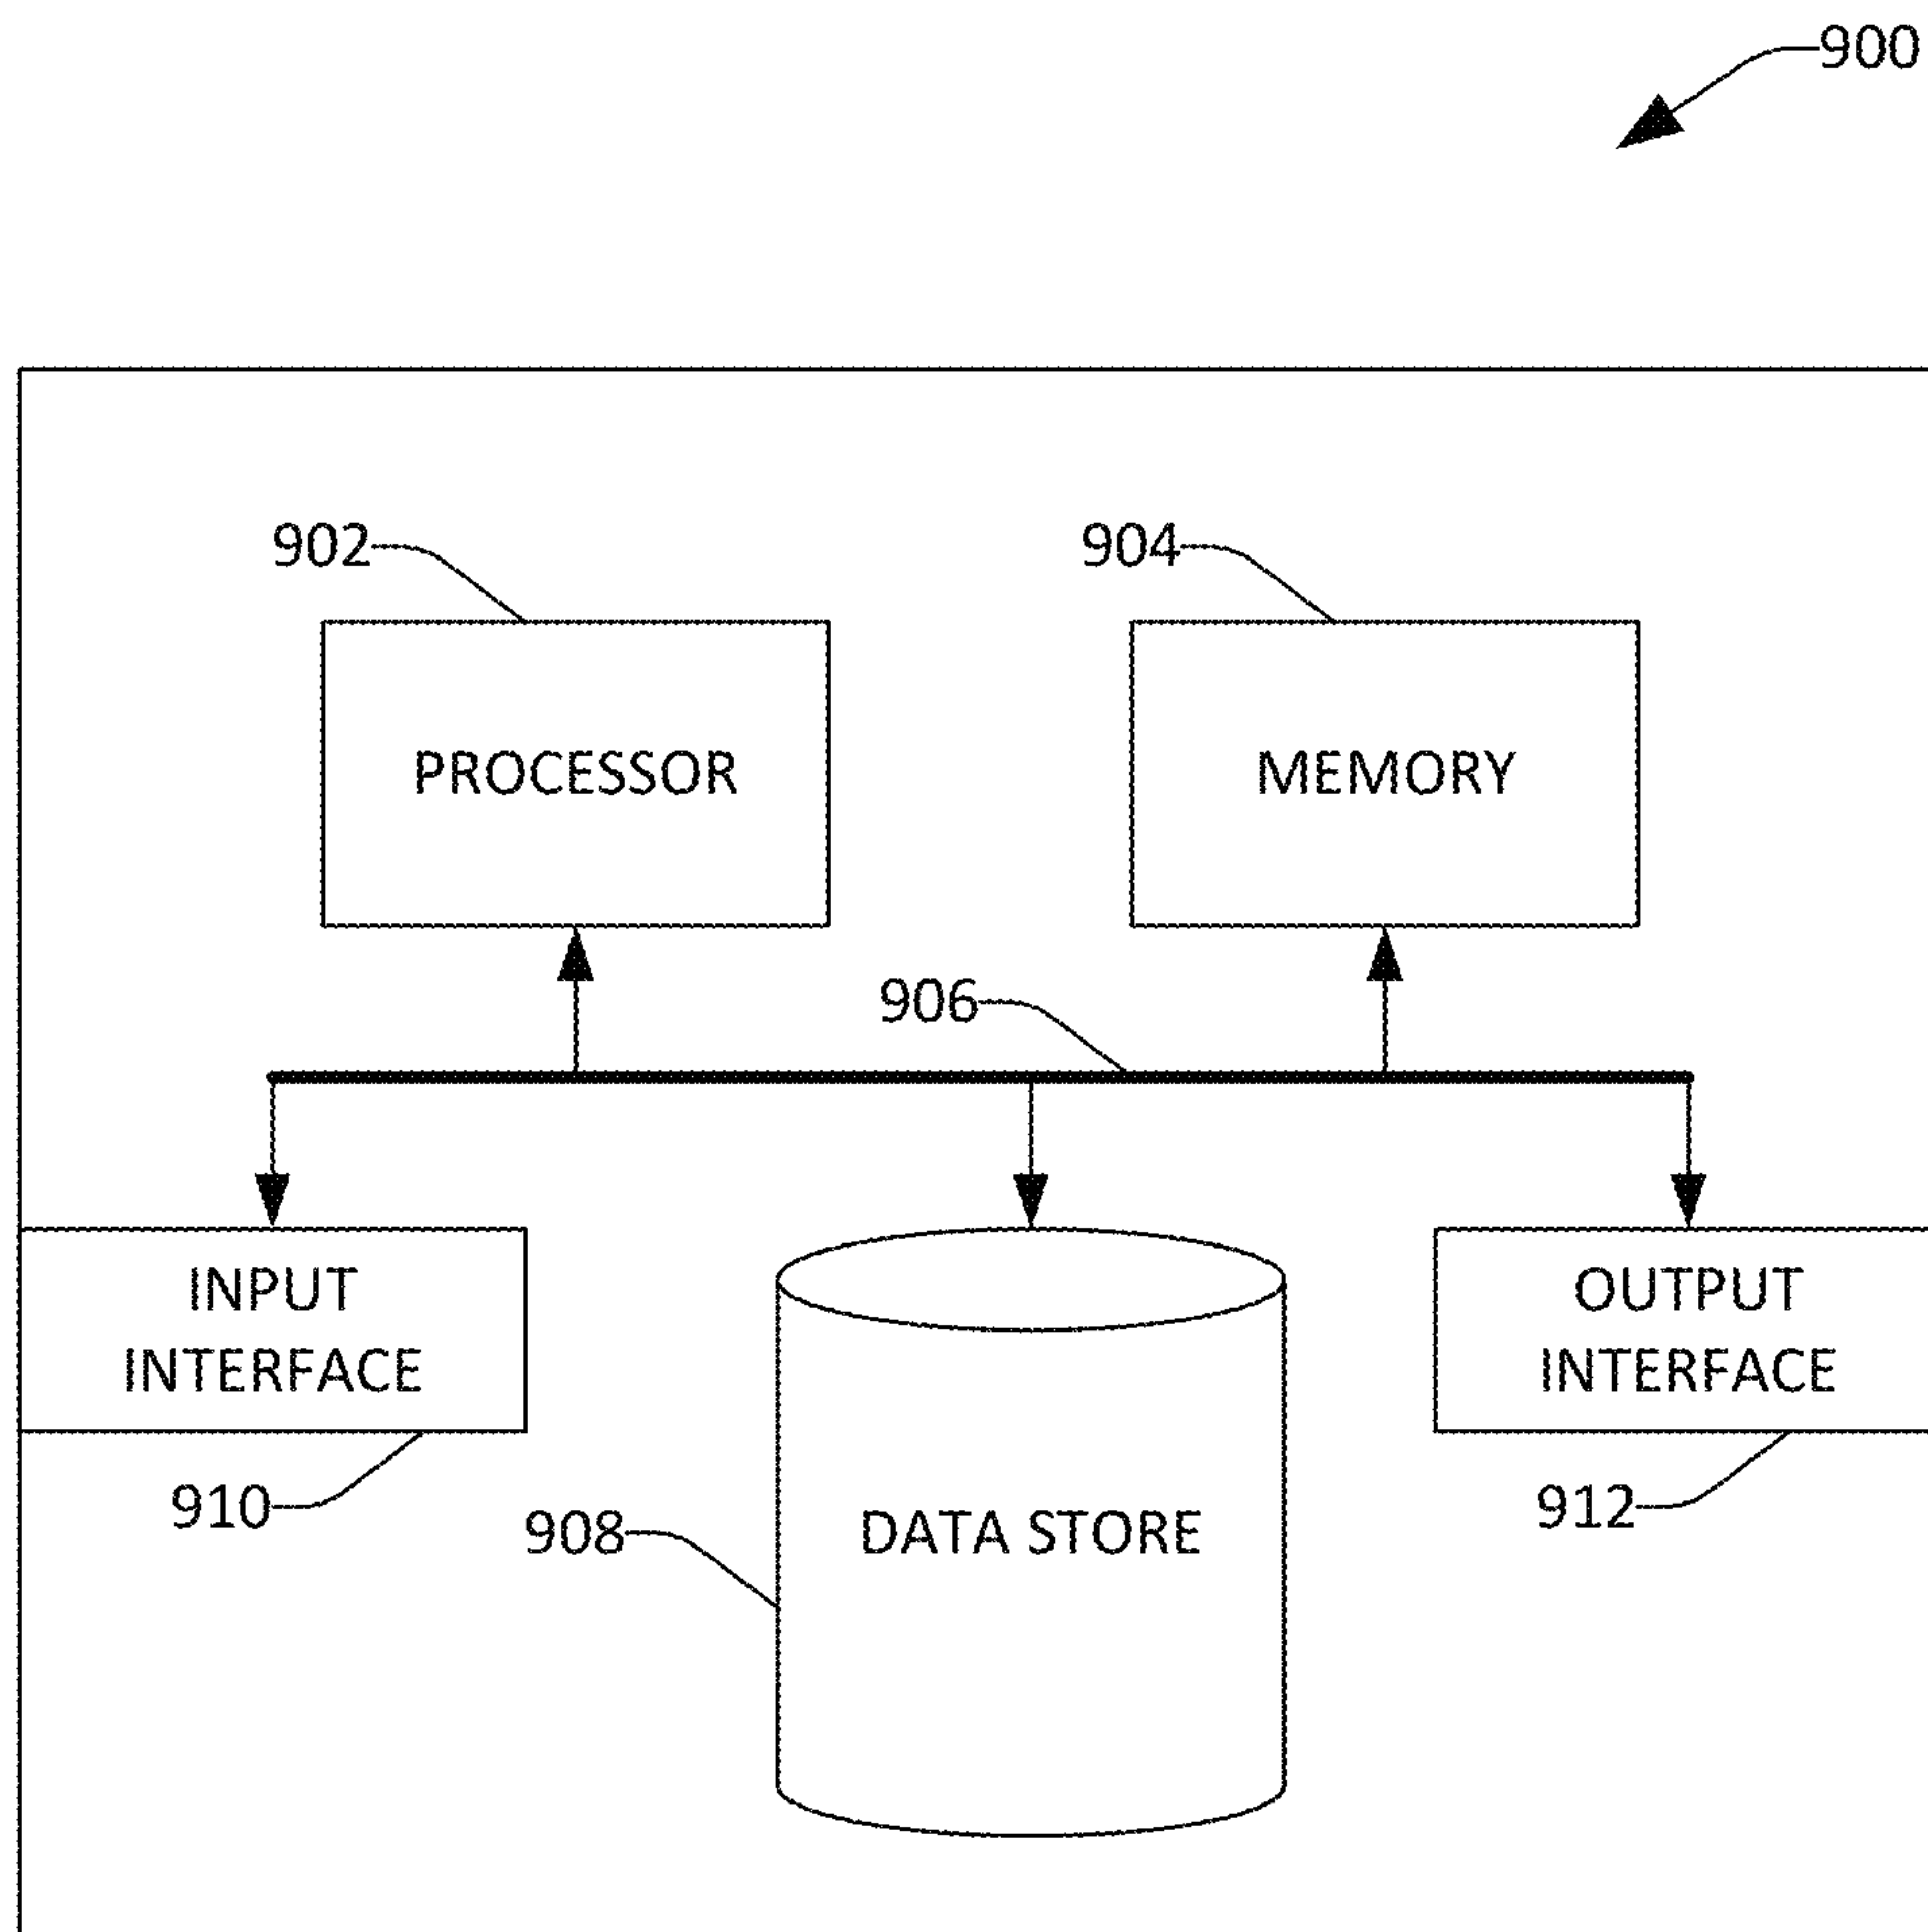 900
902
904
PROCESSOR
MEMORY
906
INPUT
INTERFACE
OUTPUT
INTERFACE
910
908
DATA STORE
912